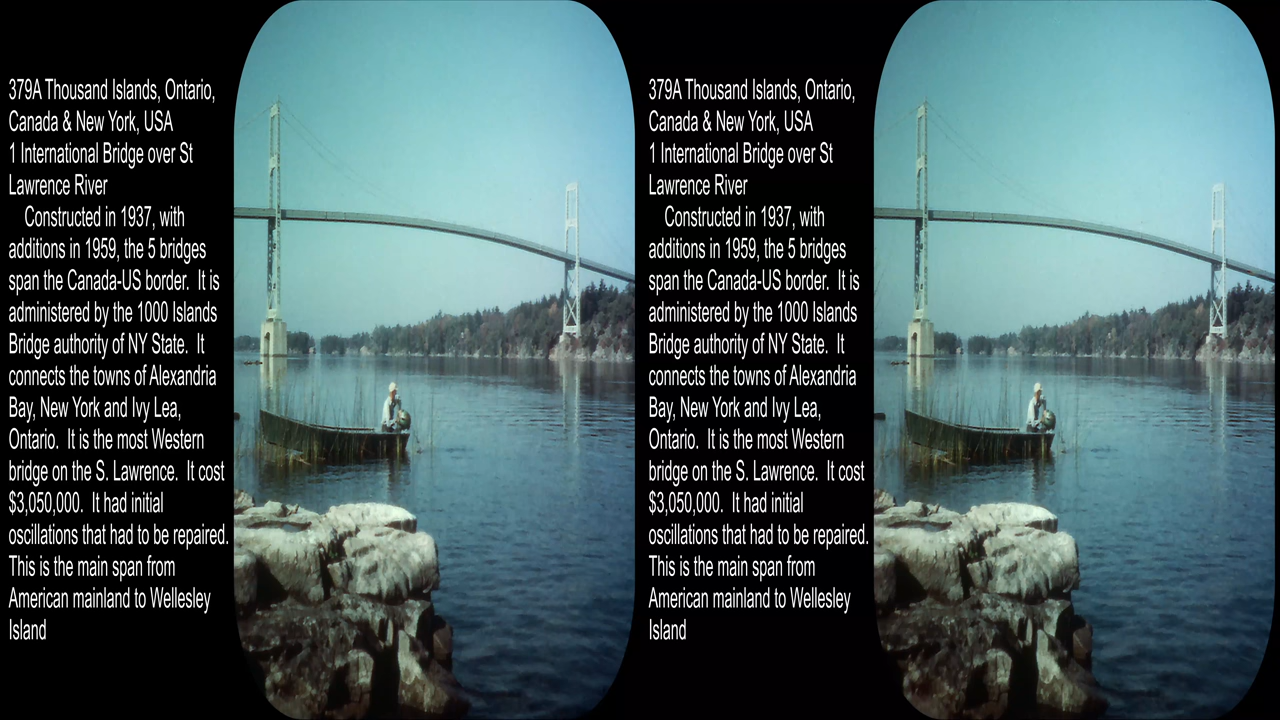 379A Thousand Islands, Ontario,
Canada & New York, USA
1 International Bridge over St
Lawrence River
Constructed in 1937, with
additions in 1959, the 5 bridges
span the Canada-US border.  It is
administered by the 1000 Islands
Bridge authority of NY State.  It
connects the towns of Alexandria
Bay, New York and Ivy Lea,
Ontario.  It is the most Western
bridge on the S. Lawrence.  It cost
$3,050,000.  It had initial
oscillations that had to be repaired.
This is the main span from
American mainland to Wellesley
Island
379A Thousand Islands, Ontario,
Canada & New York, USA
1 International Bridge over St
Lawrence River
Constructed in 1937, with
additions in 1959, the 5 bridges
span the Canada-US border.  It is
administered by the 1000 Islands
Bridge authority of NY State.  It
connects the towns of Alexandria
Bay, New York and Ivy Lea,
Ontario.  It is the most Western
bridge on the S. Lawrence.  It cost
$3,050,000.  It had initial
oscillations that had to be repaired.
This is the main span from
American mainland to Wellesley
Island